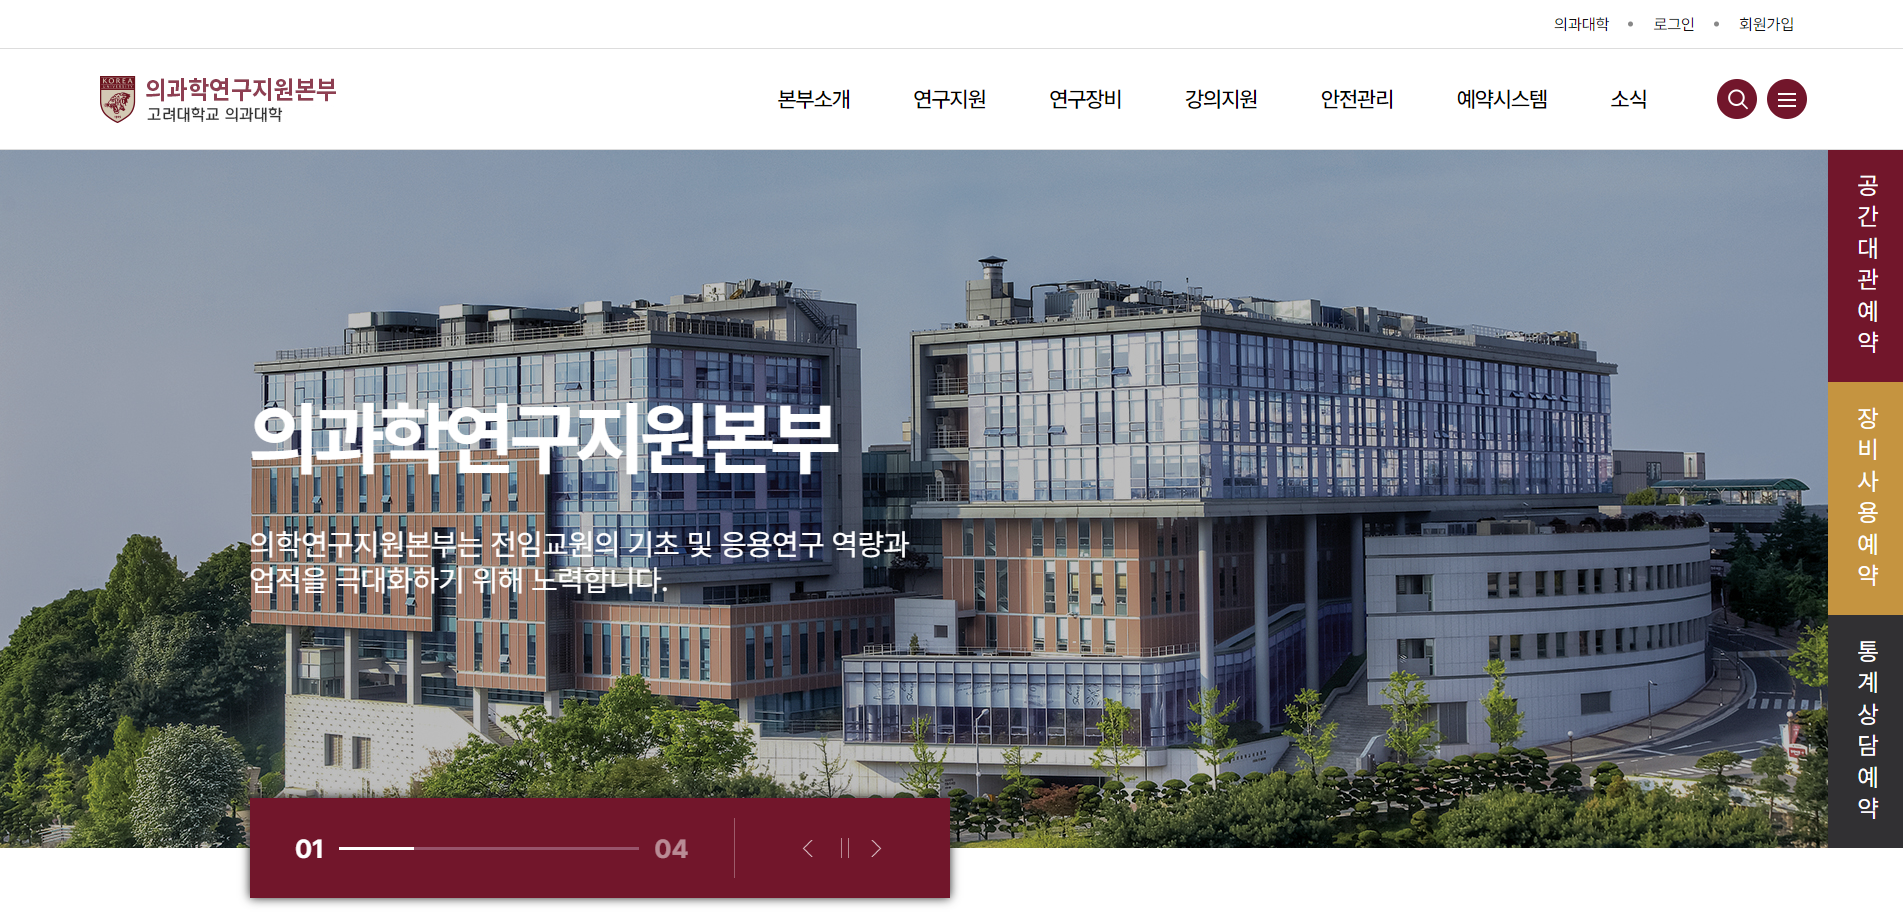 의과대학 • 로그인 • 회원가입
KOREA
UNIVERSITY
의과학연구지원본부
고려대학교 의과대학
본부소개 연구지원 연구장비 강의지원 안전관리 예약시스템 소식
공간대관예약
장비사용예약
통계상담예약
의과학연구지원본부
의학연구지원본부는 전임교원의 기초 및 응용연구 역량과
업적을 극대화하기 위해 노력합니다.
01 04